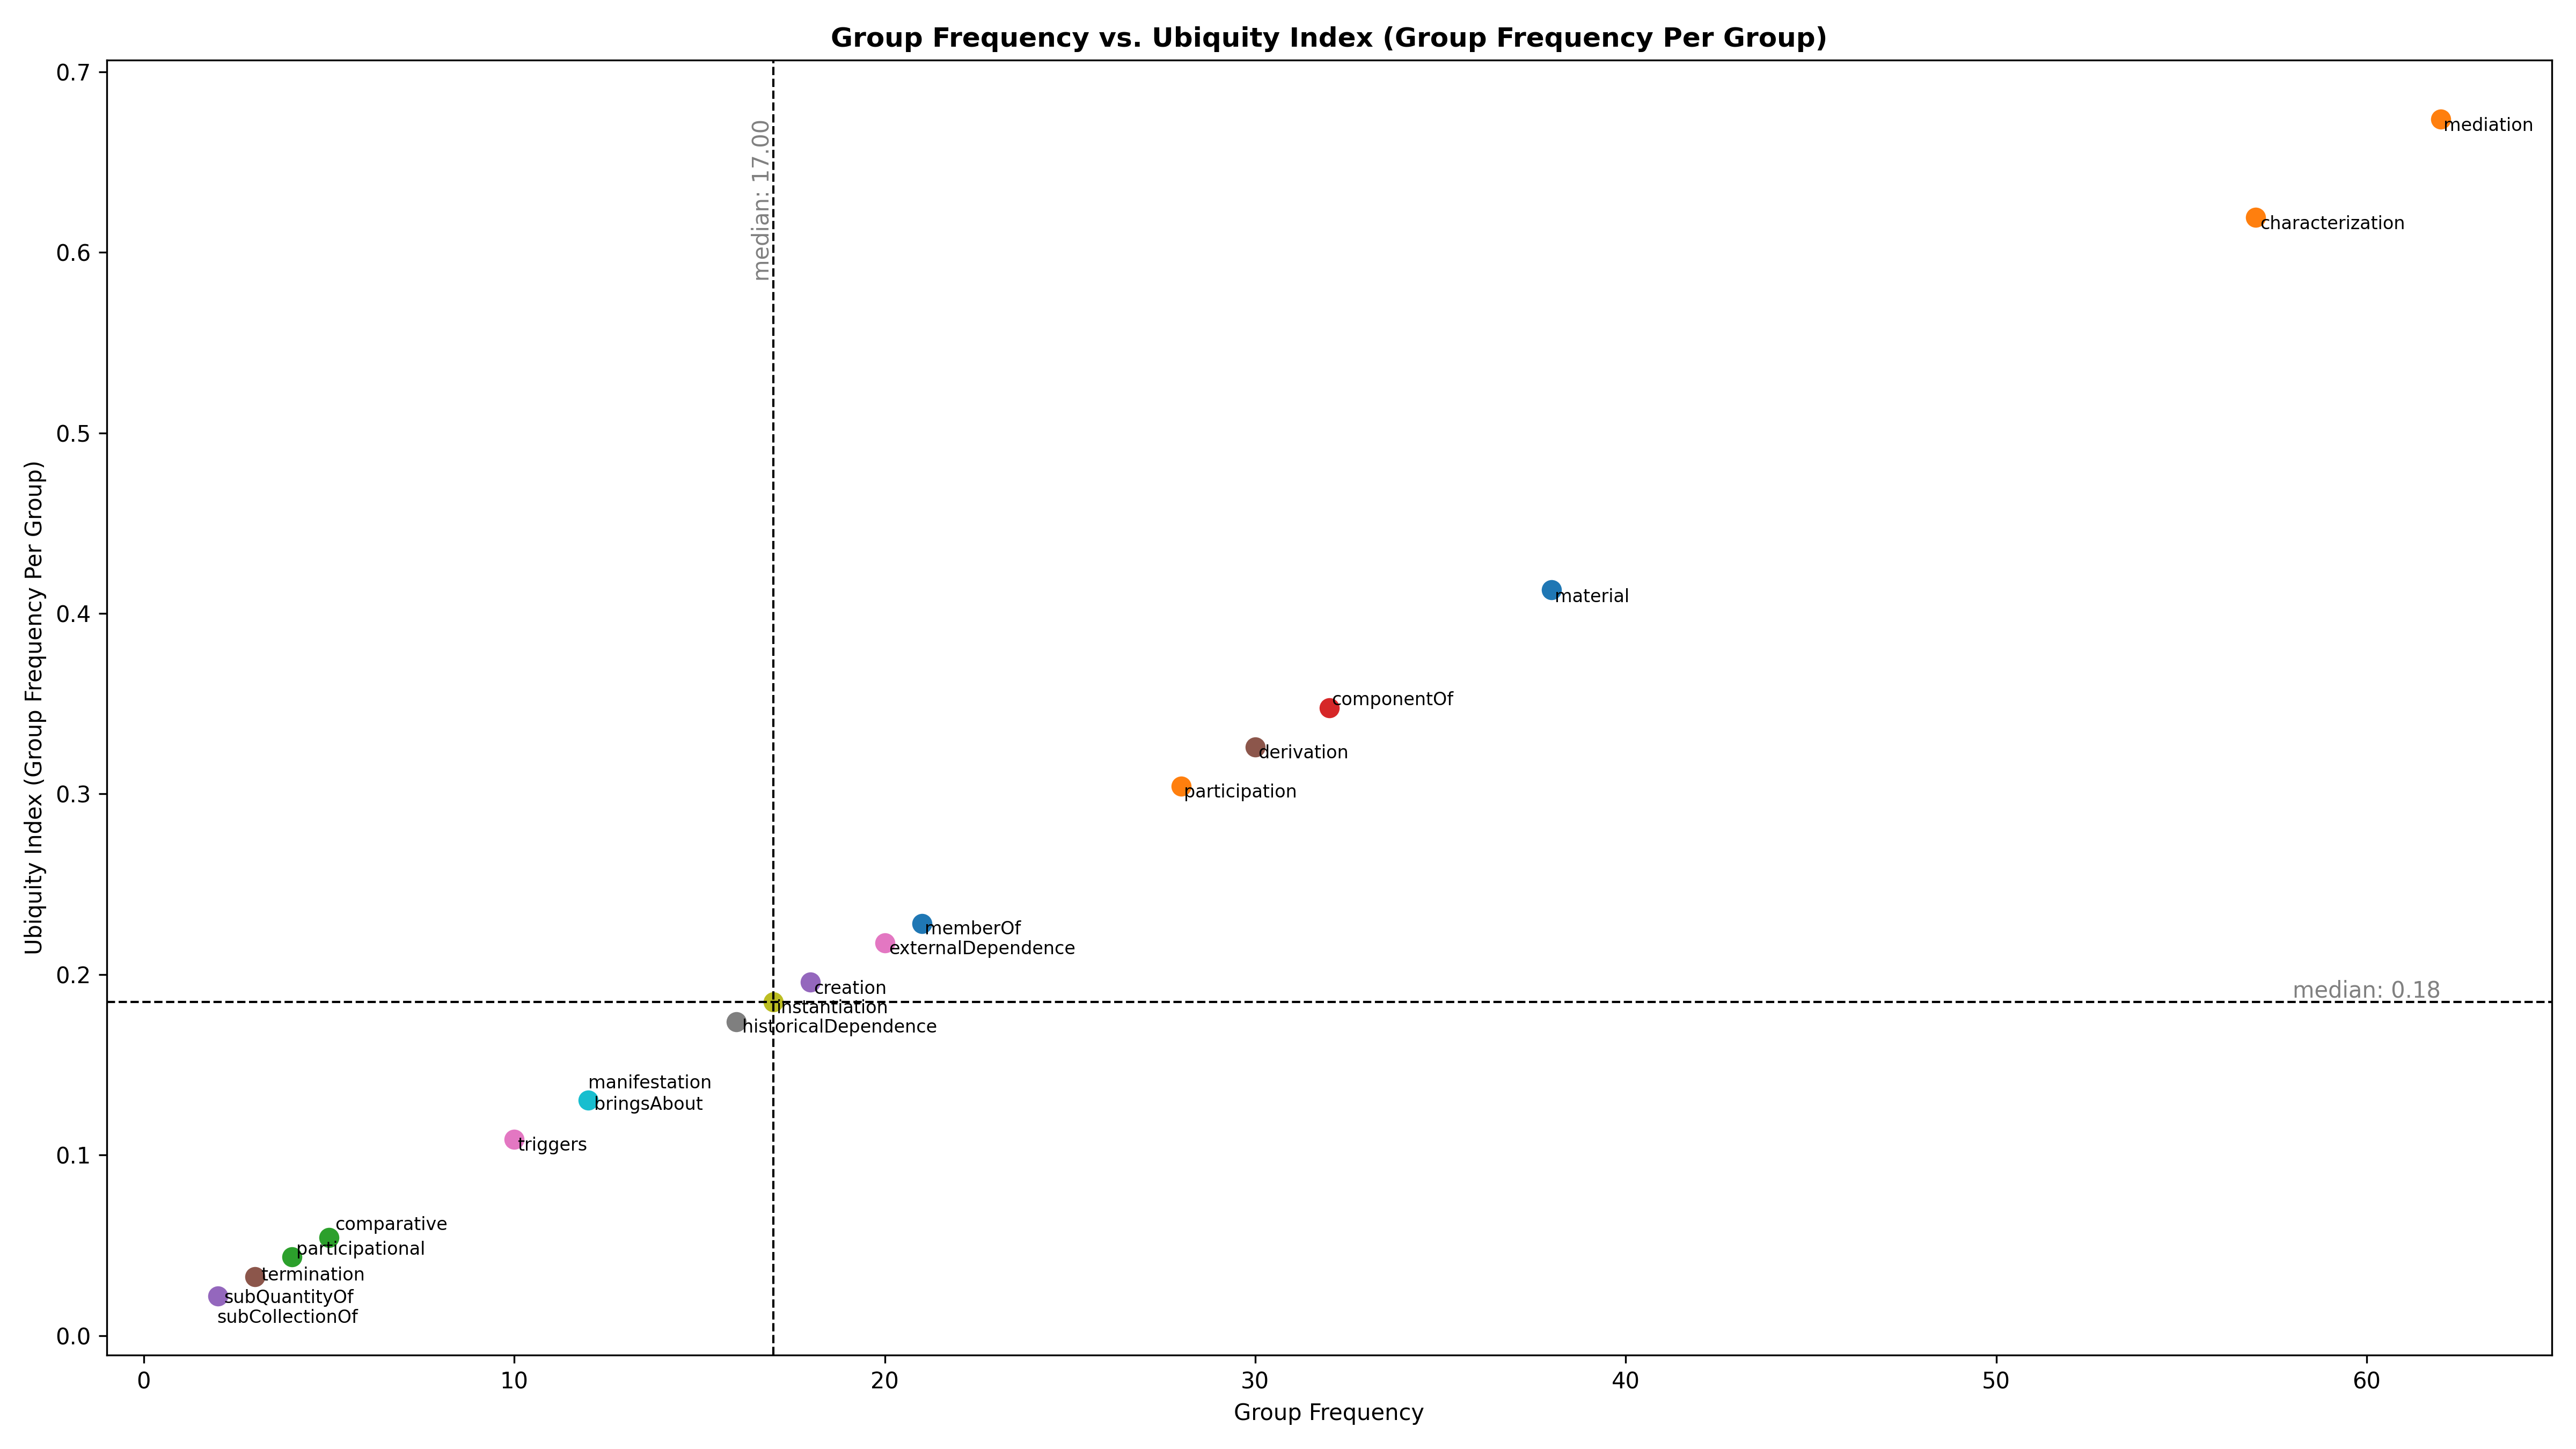 Group Frequency vs. Ubiquity Index (Group Frequency Per Group)
Ubiquity Index (Group Frequency Per Group)
0.7
0.6
0.5
0.4
0.3
0.2
0.1
0.0
median: 17.00
mediation
characterization
material
componentOf
derivation
participation
memberOf
externalDependence
creation
median: 0.18
instantiation
historicalDependence
manifestation
bringsAbout
triggers
comparative
participational
termination
subQuantityOf
subCollectionOf
0
10
20
30
40
50
60
Group Frequency